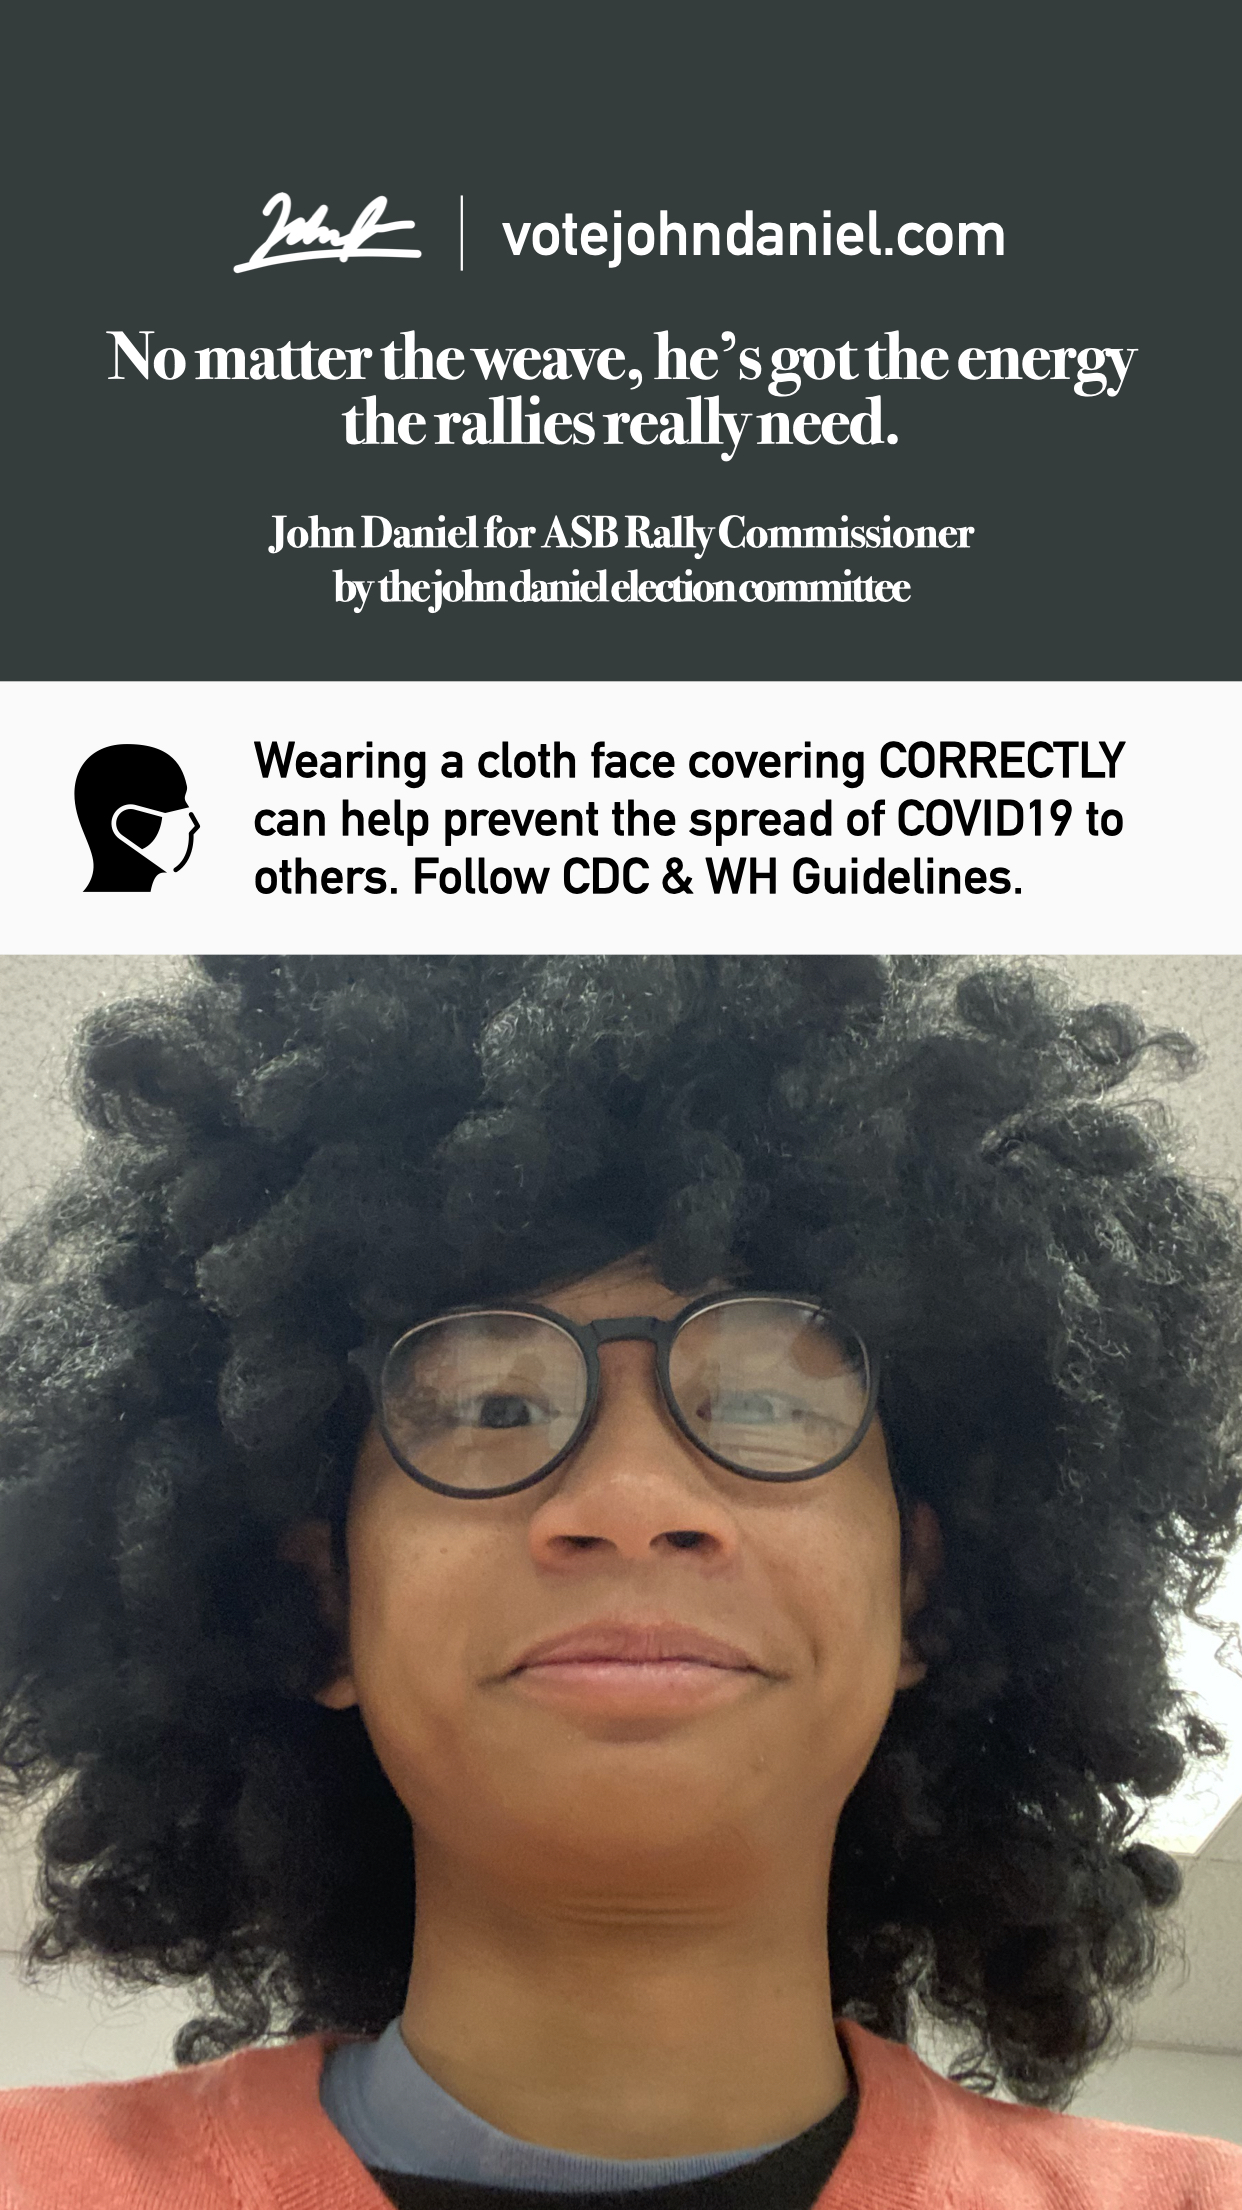 votejohndaniel.com
No matter the weave, he's got the energy
the rallies really need.
John Daniel for ASB Rally Commissioner
by the john daniel election committee
Wearing a cloth face covering CORRECTLY
can help prevent the spread of COVID19 to
others. Follow CDC & WH Guidelines.